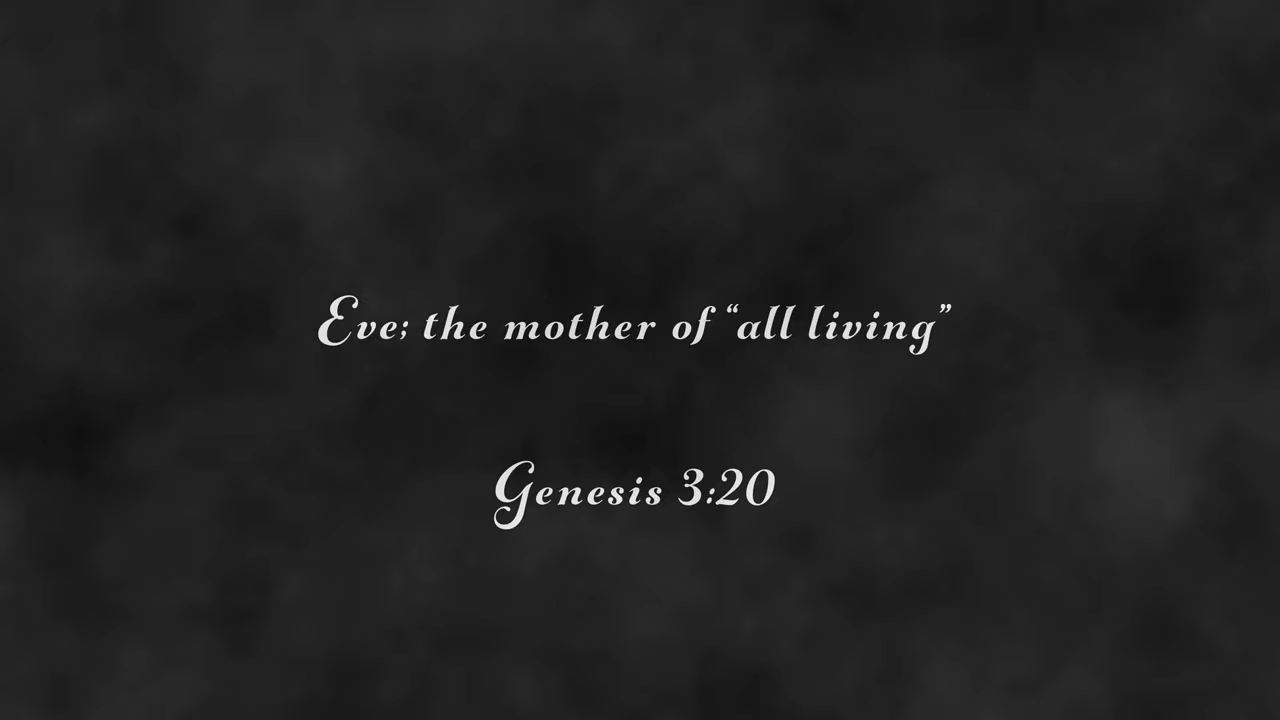 Eve; the mother of “all living”
Genesis 3:20